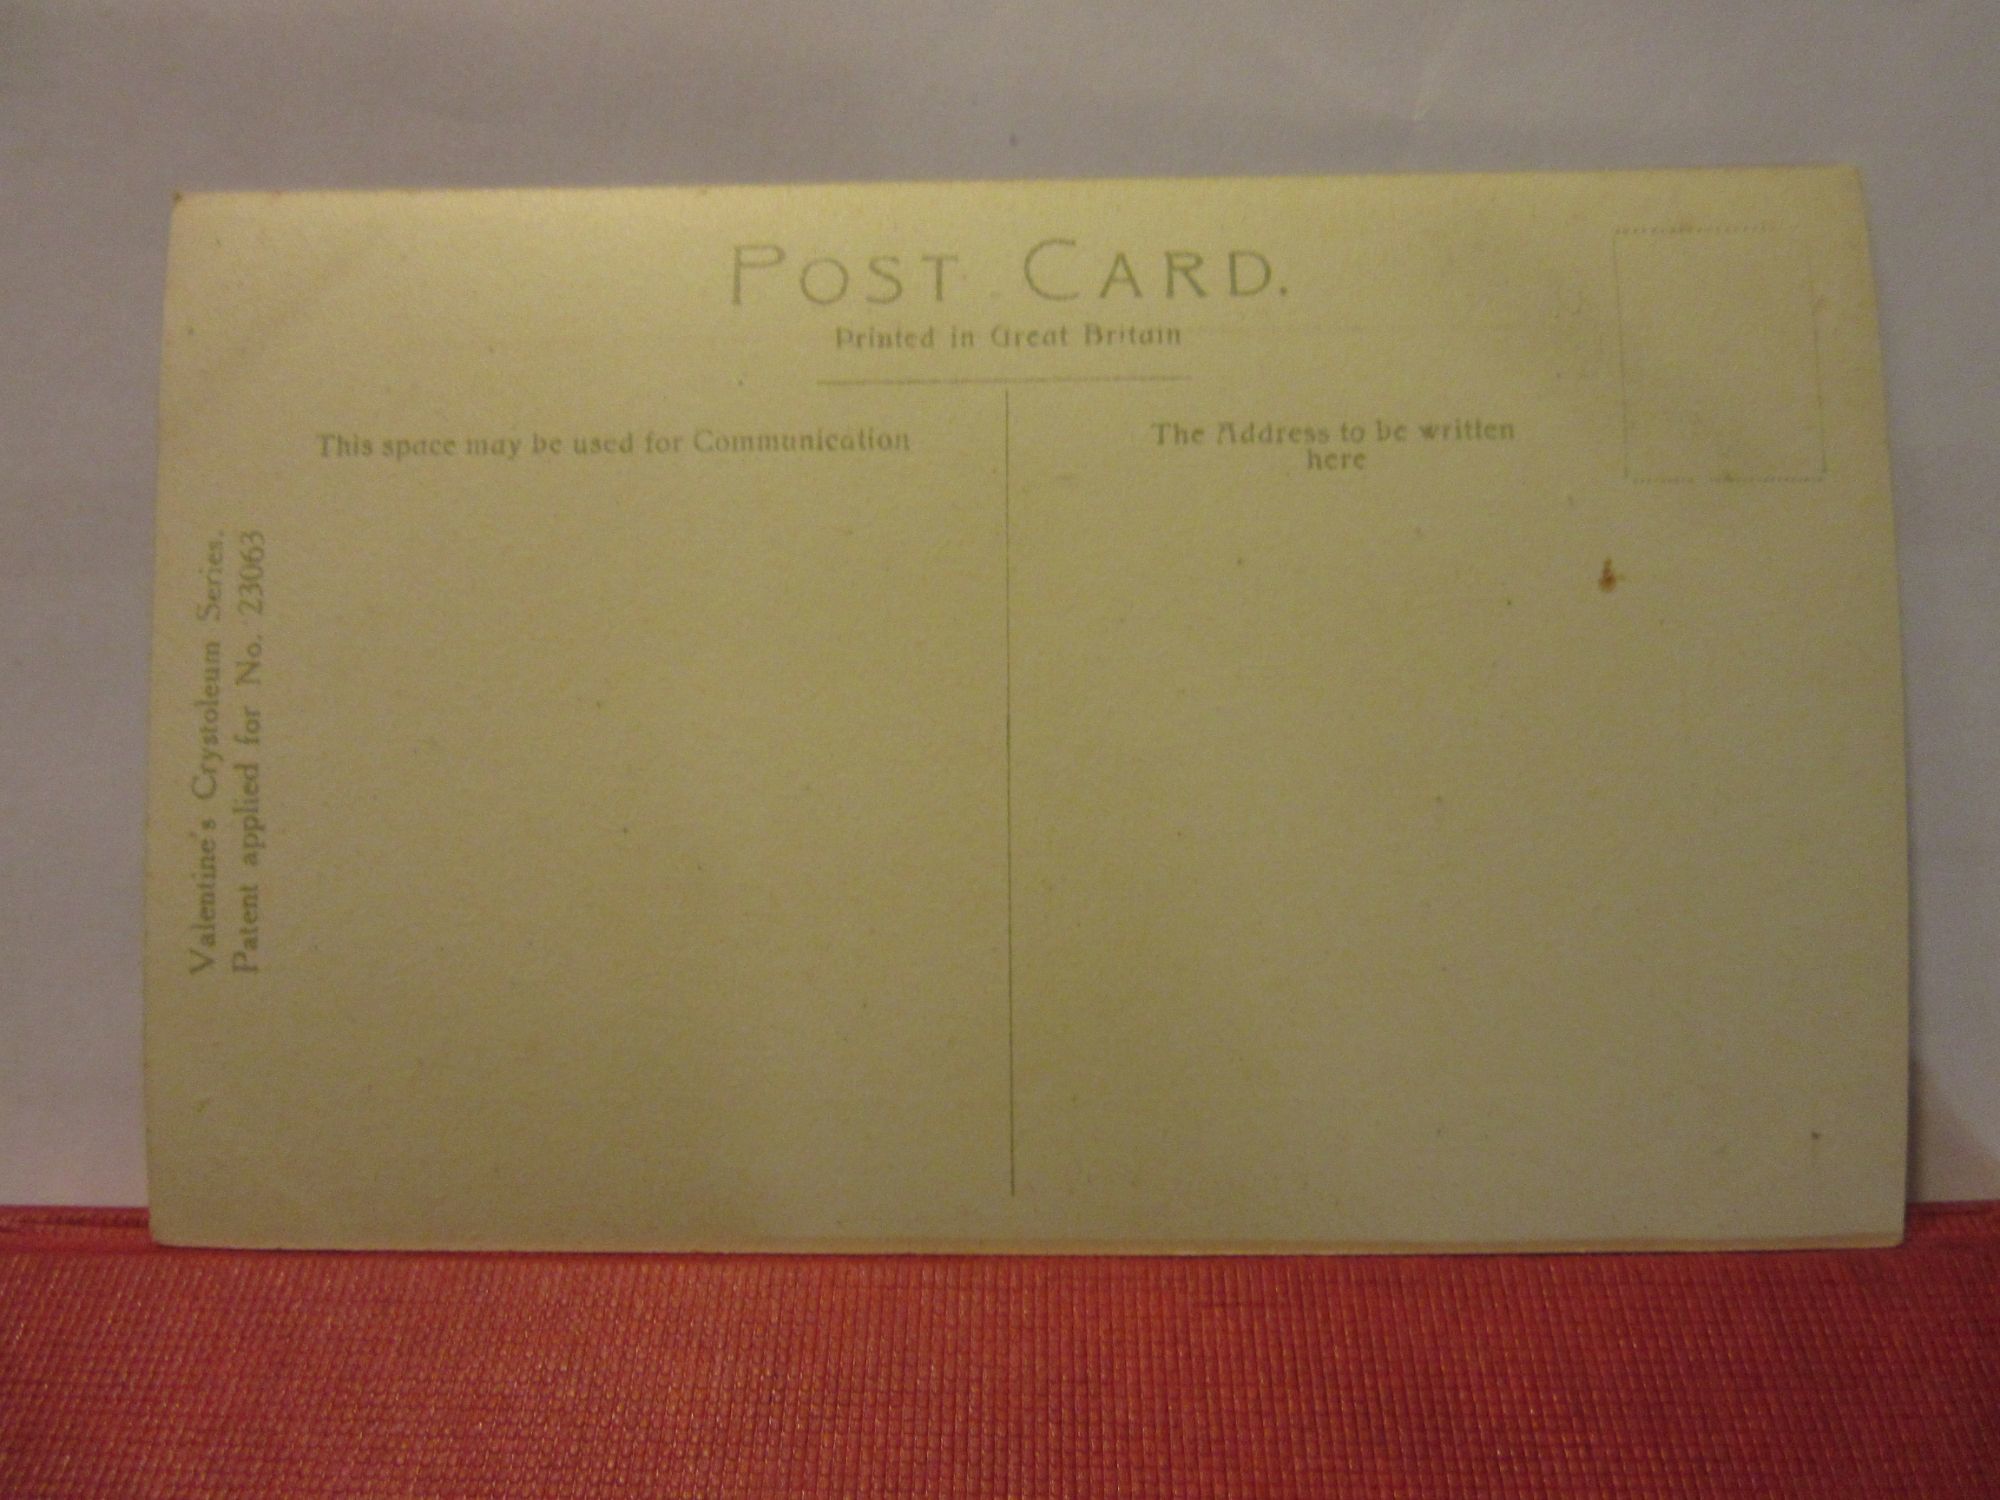 POST CARD.
Printed in Great Britain
This space may be used for Communication
The Address to be written
here
Valentine's Crystoleum Series.
Patent applied for No. 23063